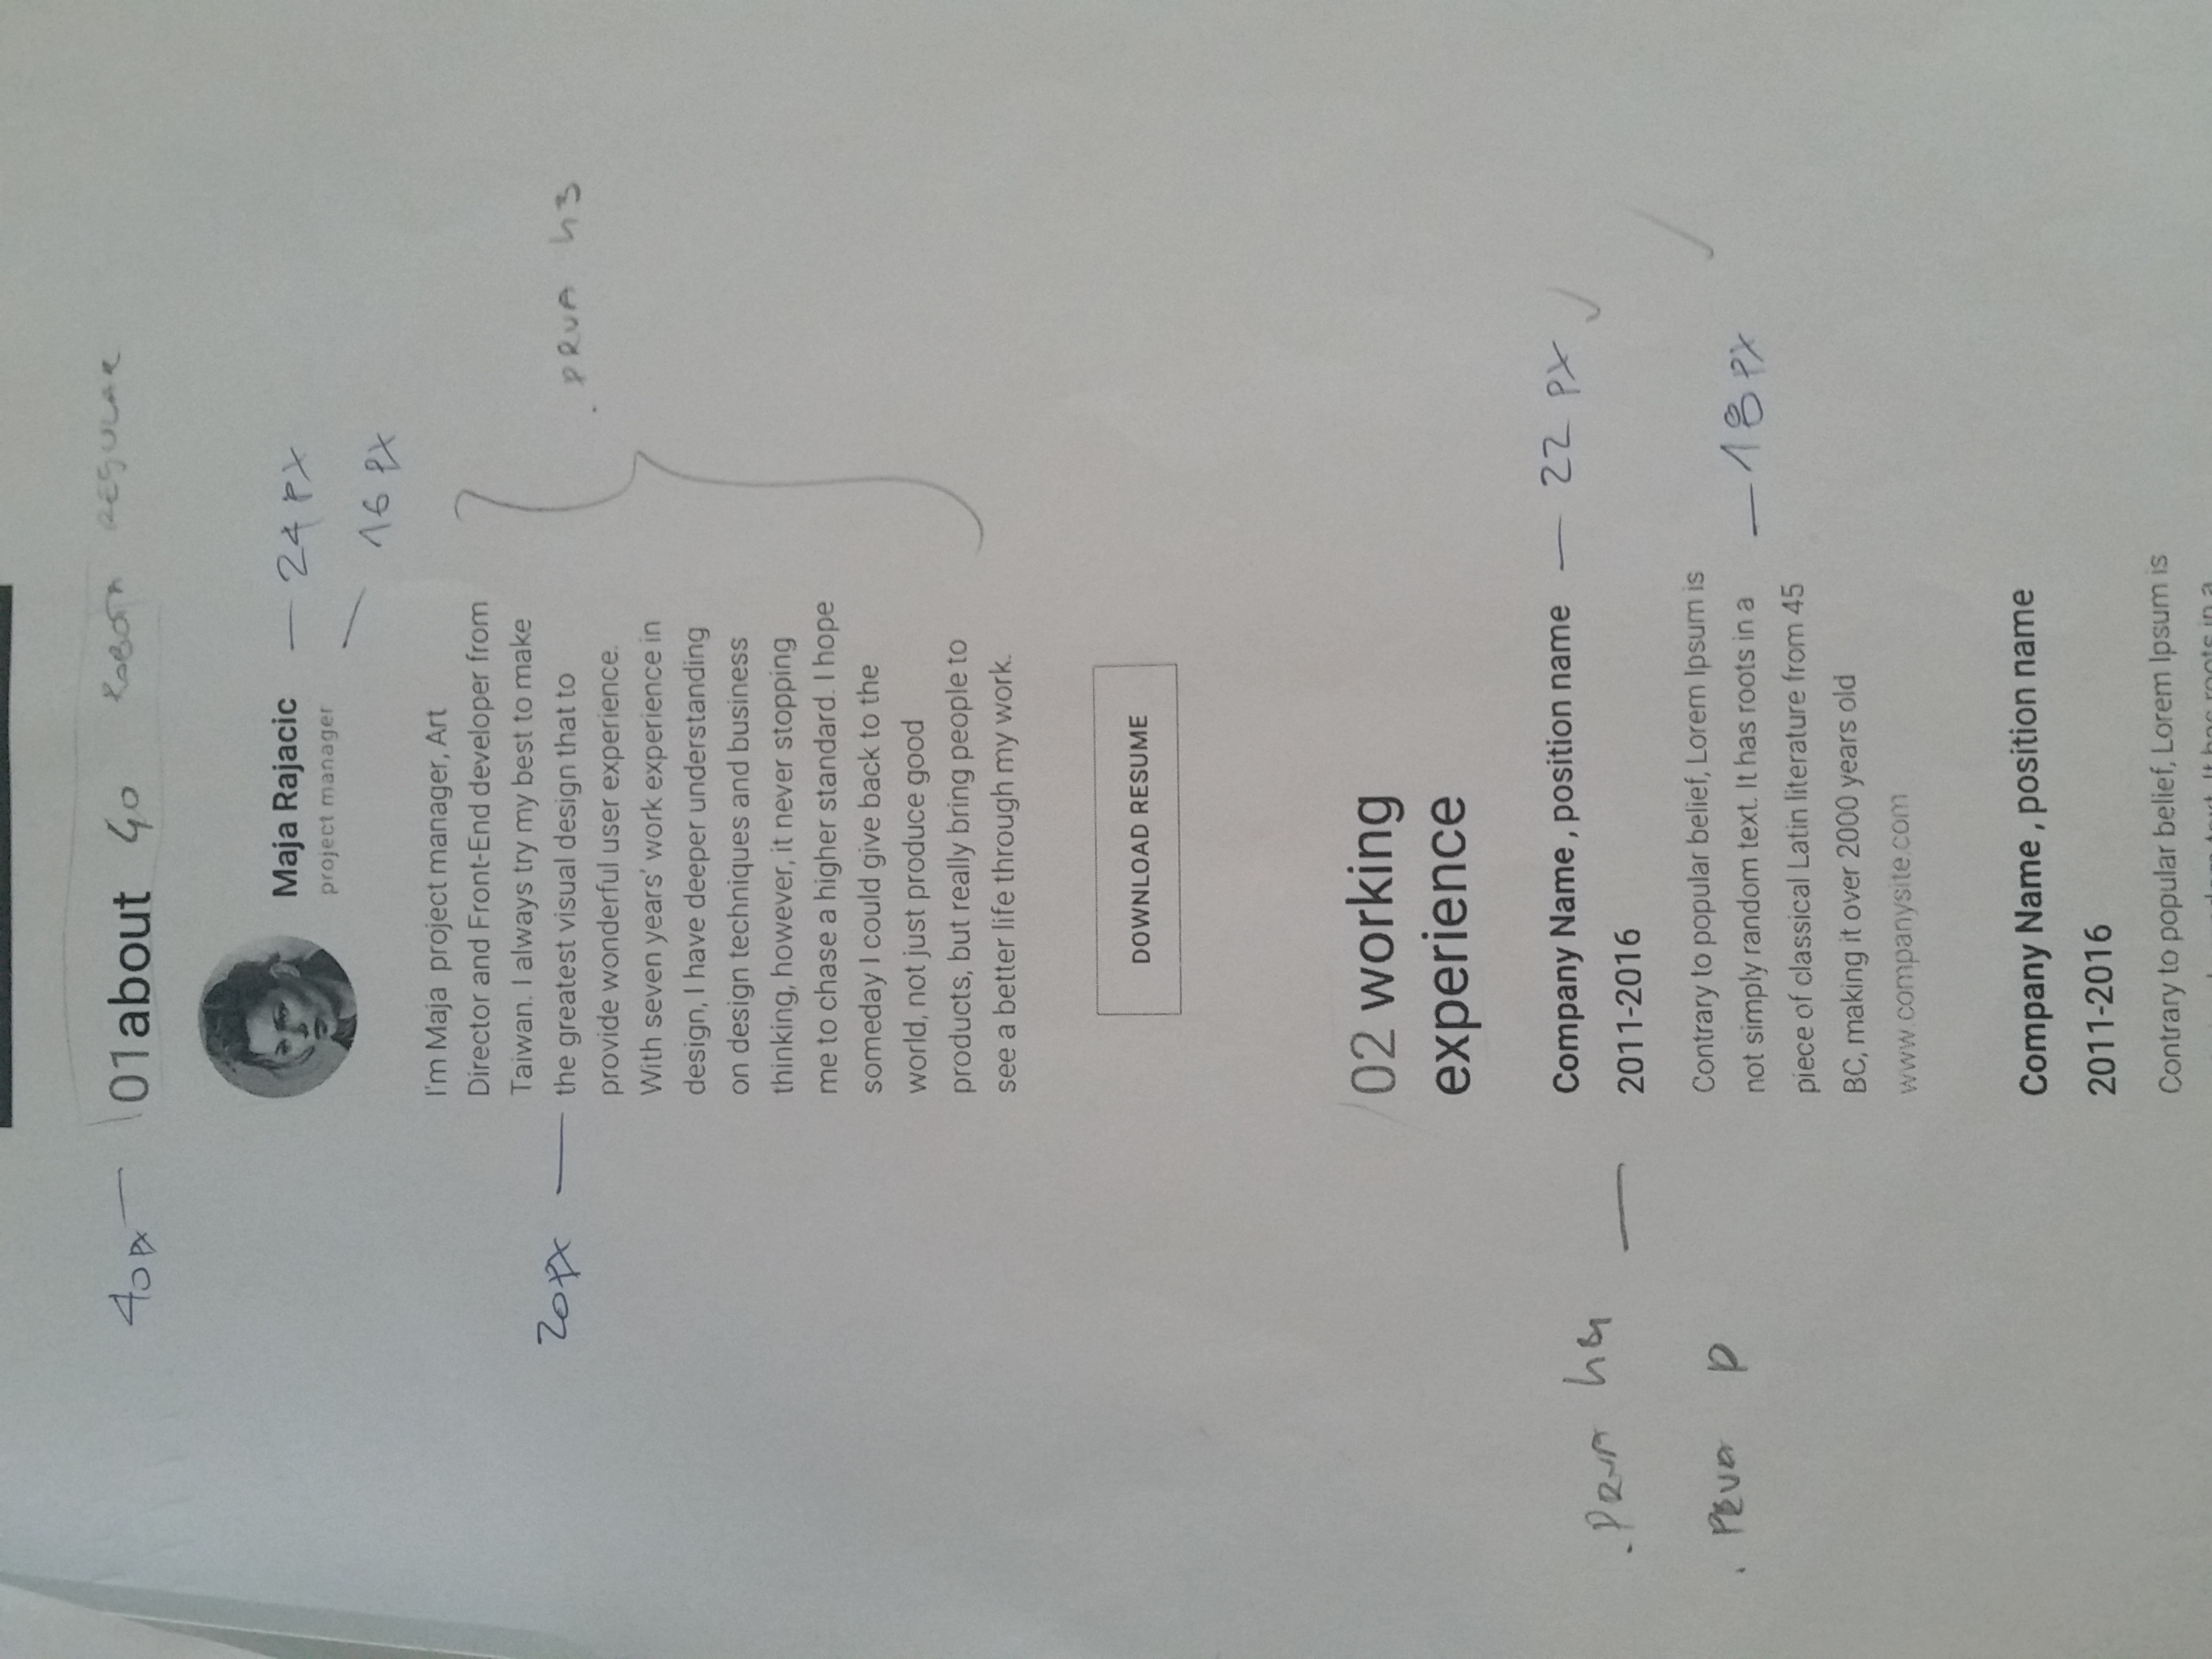 40px — 01about 40 ROBOTA REGULAR
Maja Rajacic — 24 PX
project manager
16 PX
I'm Maja project manager, Art
Director and Front-End developer from
Taiwan. I always try my best to make
20px — the greatest visual design that to
.PRVA h3
provide wonderful user experience.
With seven years' work experience in
design, I have deeper understanding
on design techniques and business
thinking, however, it never stopping
me to chase a higher standard. I hope
someday I could give back to the
world, not just produce good
products, but really bring people to
see a better life through my work.
DOWNLOAD RESUME
02 working
experience
Company Name , position name — 22 PX
.PRVA h4 —
2011-2016
Contrary to popular belief, Lorem Ipsum is
.PRVA p
not simply random text. It has roots in a — 18 PX
piece of classical Latin literature from 45
BC, making it over 2000 years old
www.companysite.com
Company Name , position name
2011-2016
Contrary to popular belief, Lorem Ipsum is
text. It has roots in a